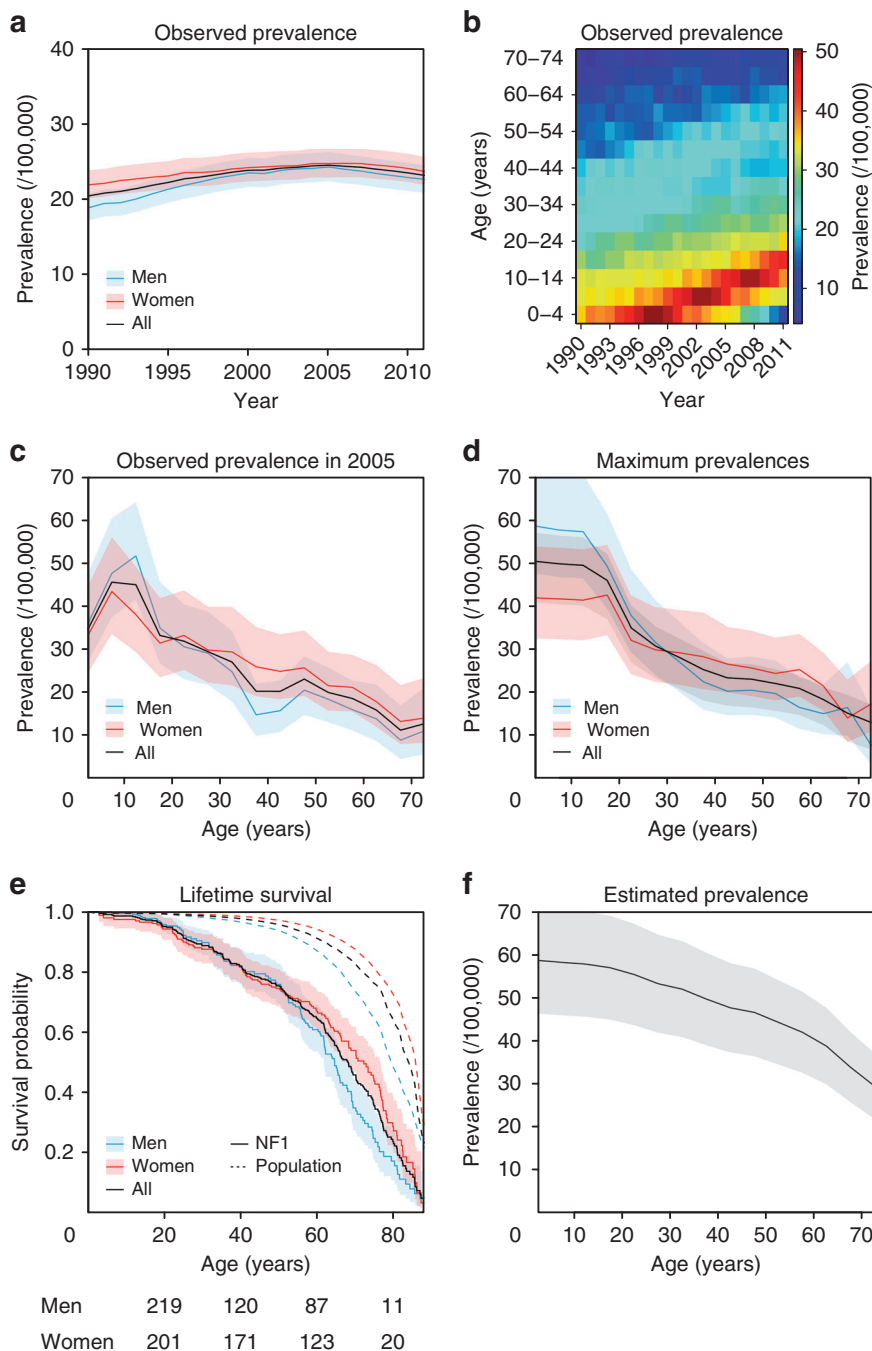 a
Observed prevalence
Prevalence (/100,000)
40
30
20
10
0
Men
Women
All
1990 1995 2000 2005 2010
Year
b
Observed prevalence
Age (years)
70–74
60–64
50–54
40–44
30–34
20–24
10–14
0–4
1990 1993 1996 1999 2002 2005 2008 2011
Year
50
40
30
20
10
Prevalence (/100,000)
c
Observed prevalence in 2005
Prevalence (/100,000)
70
60
50
40
30
20
10
0
Men
Women
All
10 20 30 40 50 60 70
Age (years)
d
Maximum prevalences
Prevalence (/100,000)
70
60
50
40
30
20
10
0
Men
Women
All
10 20 30 40 50 60 70
Age (years)
e
Lifetime survival
Survival probability
1.0
0.8
0.6
0.4
0.2
0
Men
Women
All
NF1
Population
20 40 60 80
Age (years)
Men 219 120 87 11
Women 201 171 123 20
f
Estimated prevalence
Prevalence (/100,000)
70
60
50
40
30
20
10
0
10 20 30 40 50 60 70
Age (years)